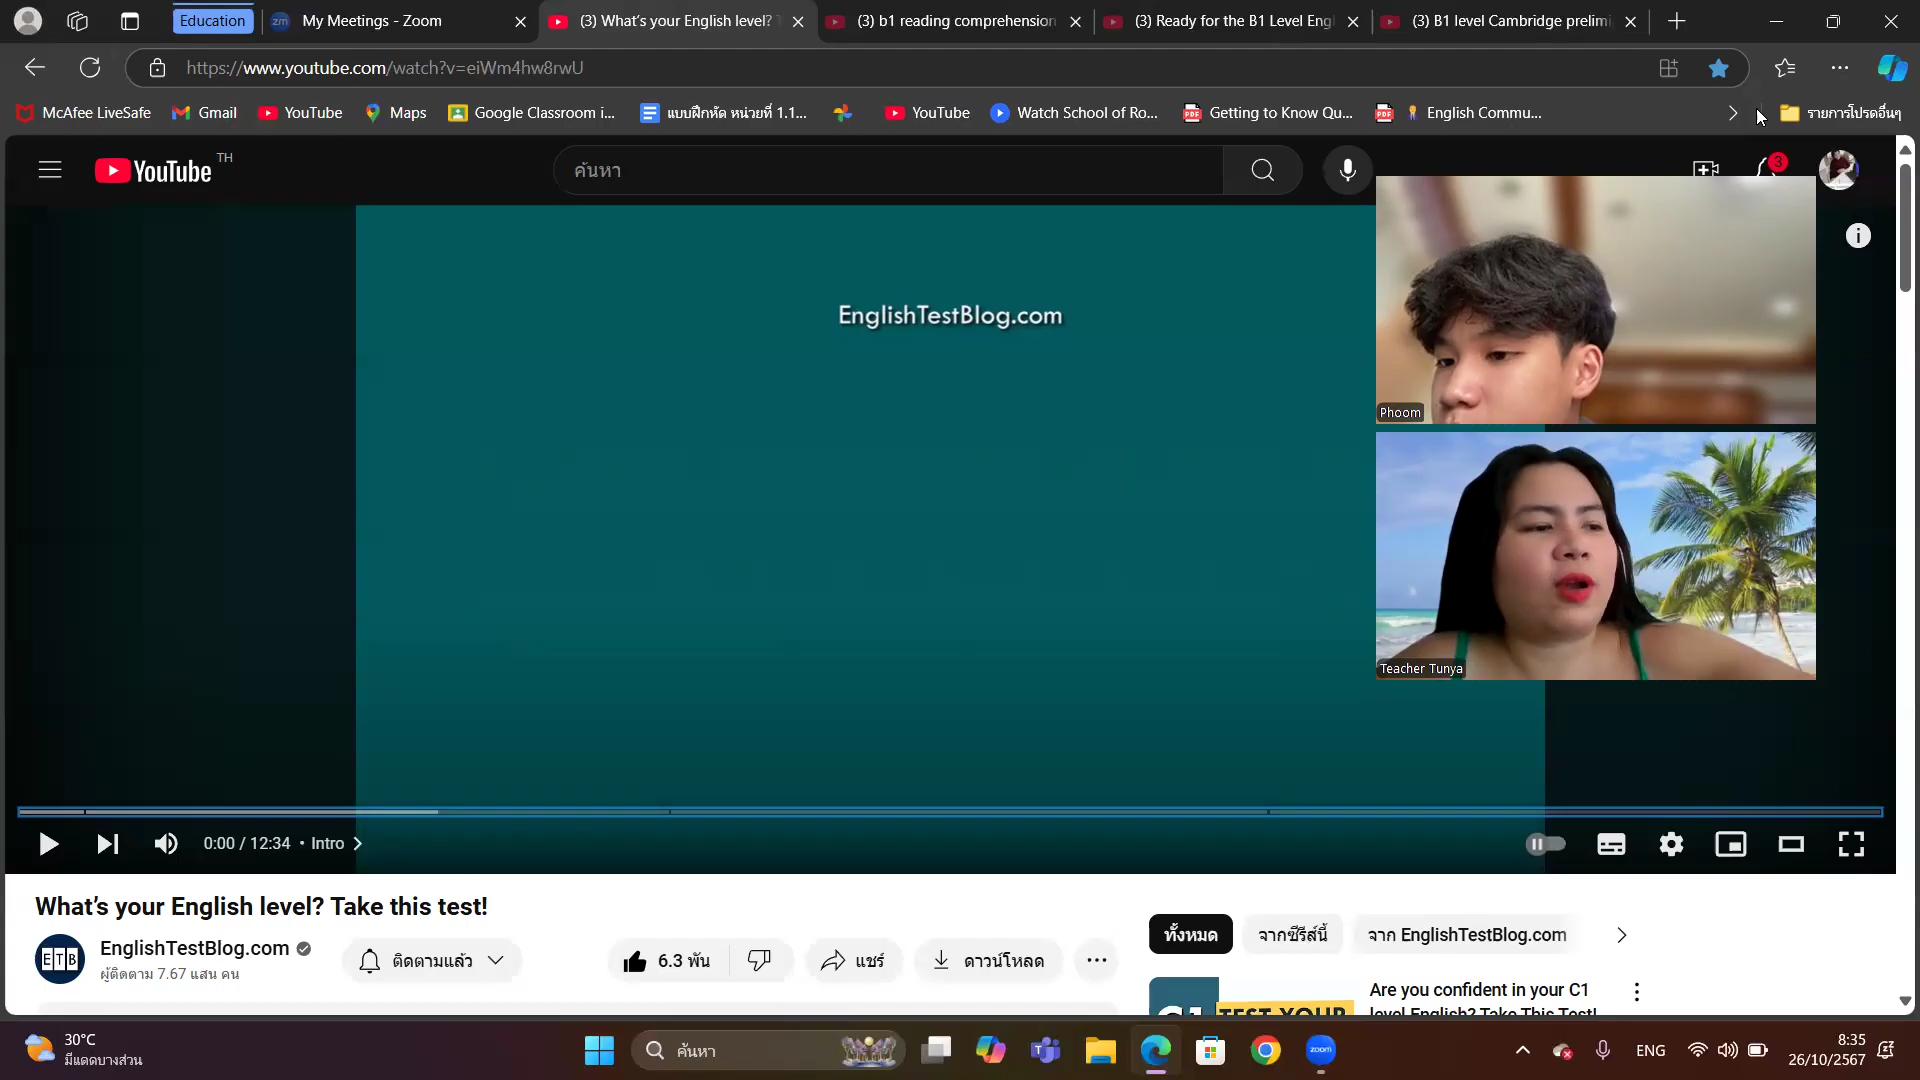 Education
My Meetings - Zoom
(3) What's your English level? T
(3) b1 reading comprehension
(3) Ready for the B1 Level Engl
(3) B1 level Cambridge prelimi
https://www.youtube.com/watch?v=eiWm4hw8rwU
McAfee LiveSafe
Gmail
YouTube
Maps
Google Classroom i...
แบบฝึกหัด หน่วยที่ 1.1...
YouTube
Watch School of Ro...
Getting to Know Qu...
English Commu...
รายการโปรดอื่นๆ
YouTube TH
ค้นหา
3
EnglishTestBlog.com
Phoom
Teacher Tunya
0:00 / 12:34 • Intro
What's your English level? Take this test!
ETB
EnglishTestBlog.com
ผู้ติดตาม 7.67 แสน คน
ติดตามแล้ว
6.3 พัน
แชร์
ดาวน์โหลด
ทั้งหมด
จากซีรีส์นี้
จาก EnglishTestBlog.com
C1 TEST YOUR
Are you confident in your C1
level English? Take This Test!
30°C
มีแดดบางส่วน
ค้นหา
zoom
ENG
8:35
26/10/2567